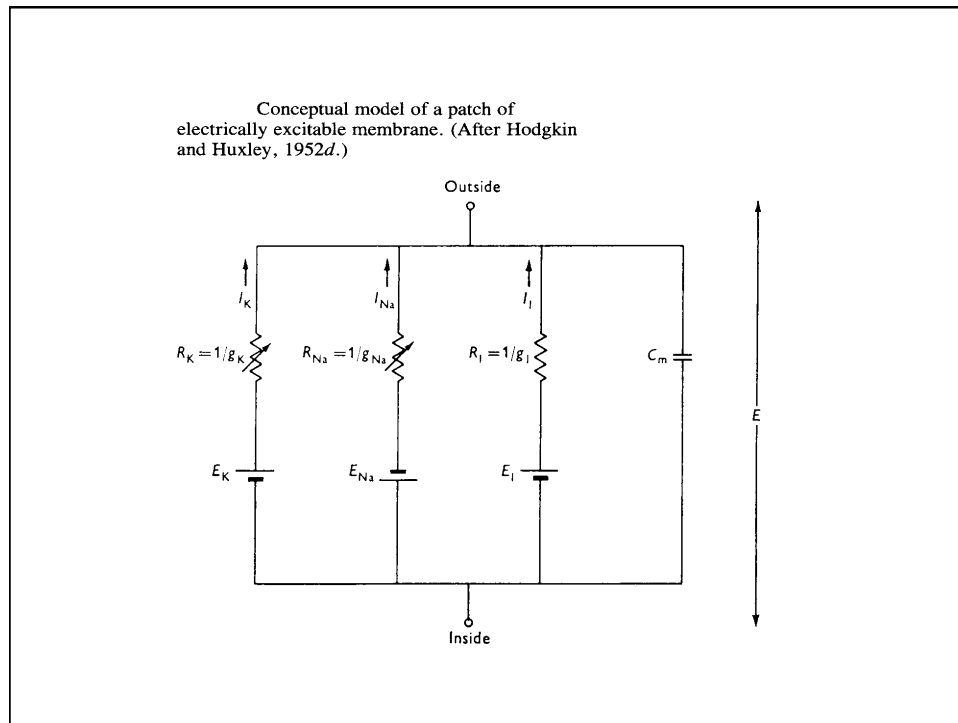 Conceptual model of a patch of
electrically excitable membrane. (After Hodgkin
and Huxley, 1952d.)
Outside
I_K
I_Na
I_l
R_K = 1/g_K
R_Na = 1/g_Na
R_l = 1/g_l
C_m
E
E_K
E_Na
E_l
Inside